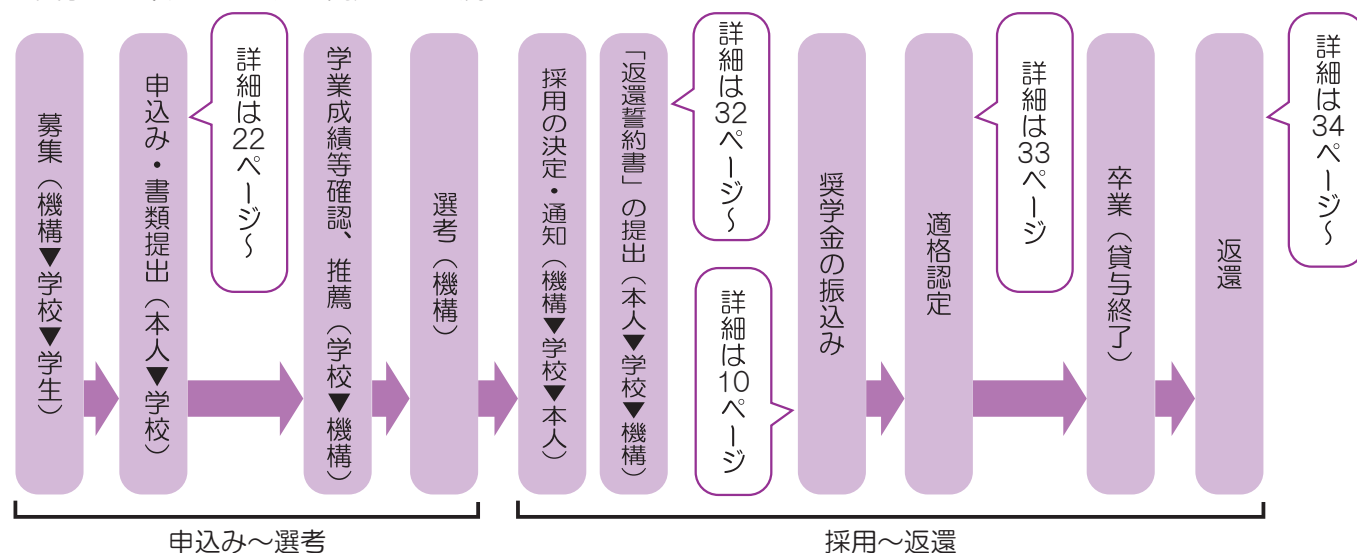 募集（機構▼学校▼学生）
申込み・書類提出（本人▼学校）
詳細は22ページ～
学業成績等確認、推薦（学校▼機構）
選考（機構）
採用の決定・通知（機構▼学校▼本人）
「返還誓約書」の提出（本人▼学校▼機構）
詳細は32ページ～
詳細は10ページ
奨学金の振込み
適格認定
詳細は33ページ
卒業（貸与終了）
返還
詳細は34ページ～
申込み～選考
採用～返還